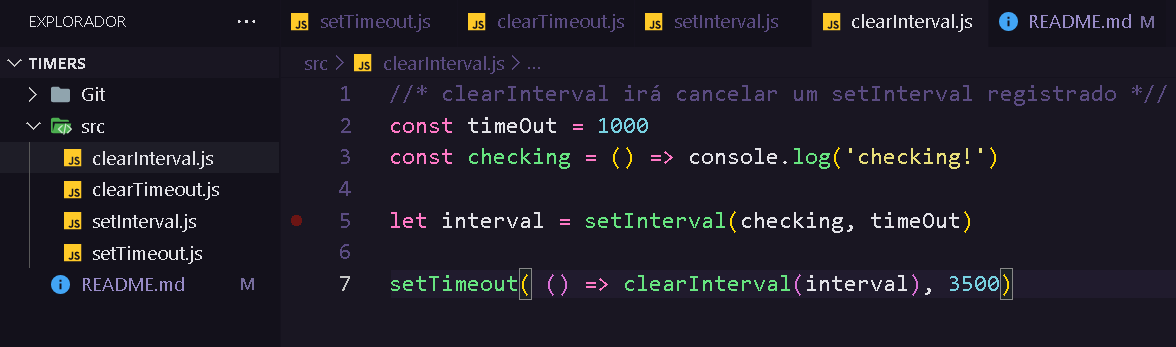 EXPLORADOR ...
JS setTimeout.js JS clearTimeout.js JS setInterval.js JS clearInterval.js i README.md M
TIMERS
Git
src
JS clearInterval.js
JS clearTimeout.js
JS setInterval.js
JS setTimeout.js
i README.md M
src > JS clearInterval.js > ...
1 //* clearInterval irá cancelar um setInterval registrado *//
2 const timeOut = 1000
3 const checking = () => console.log('checking!')
4
5 let interval = setInterval(checking, timeOut)
6
7 setTimeout( () => clearInterval(interval), 3500)